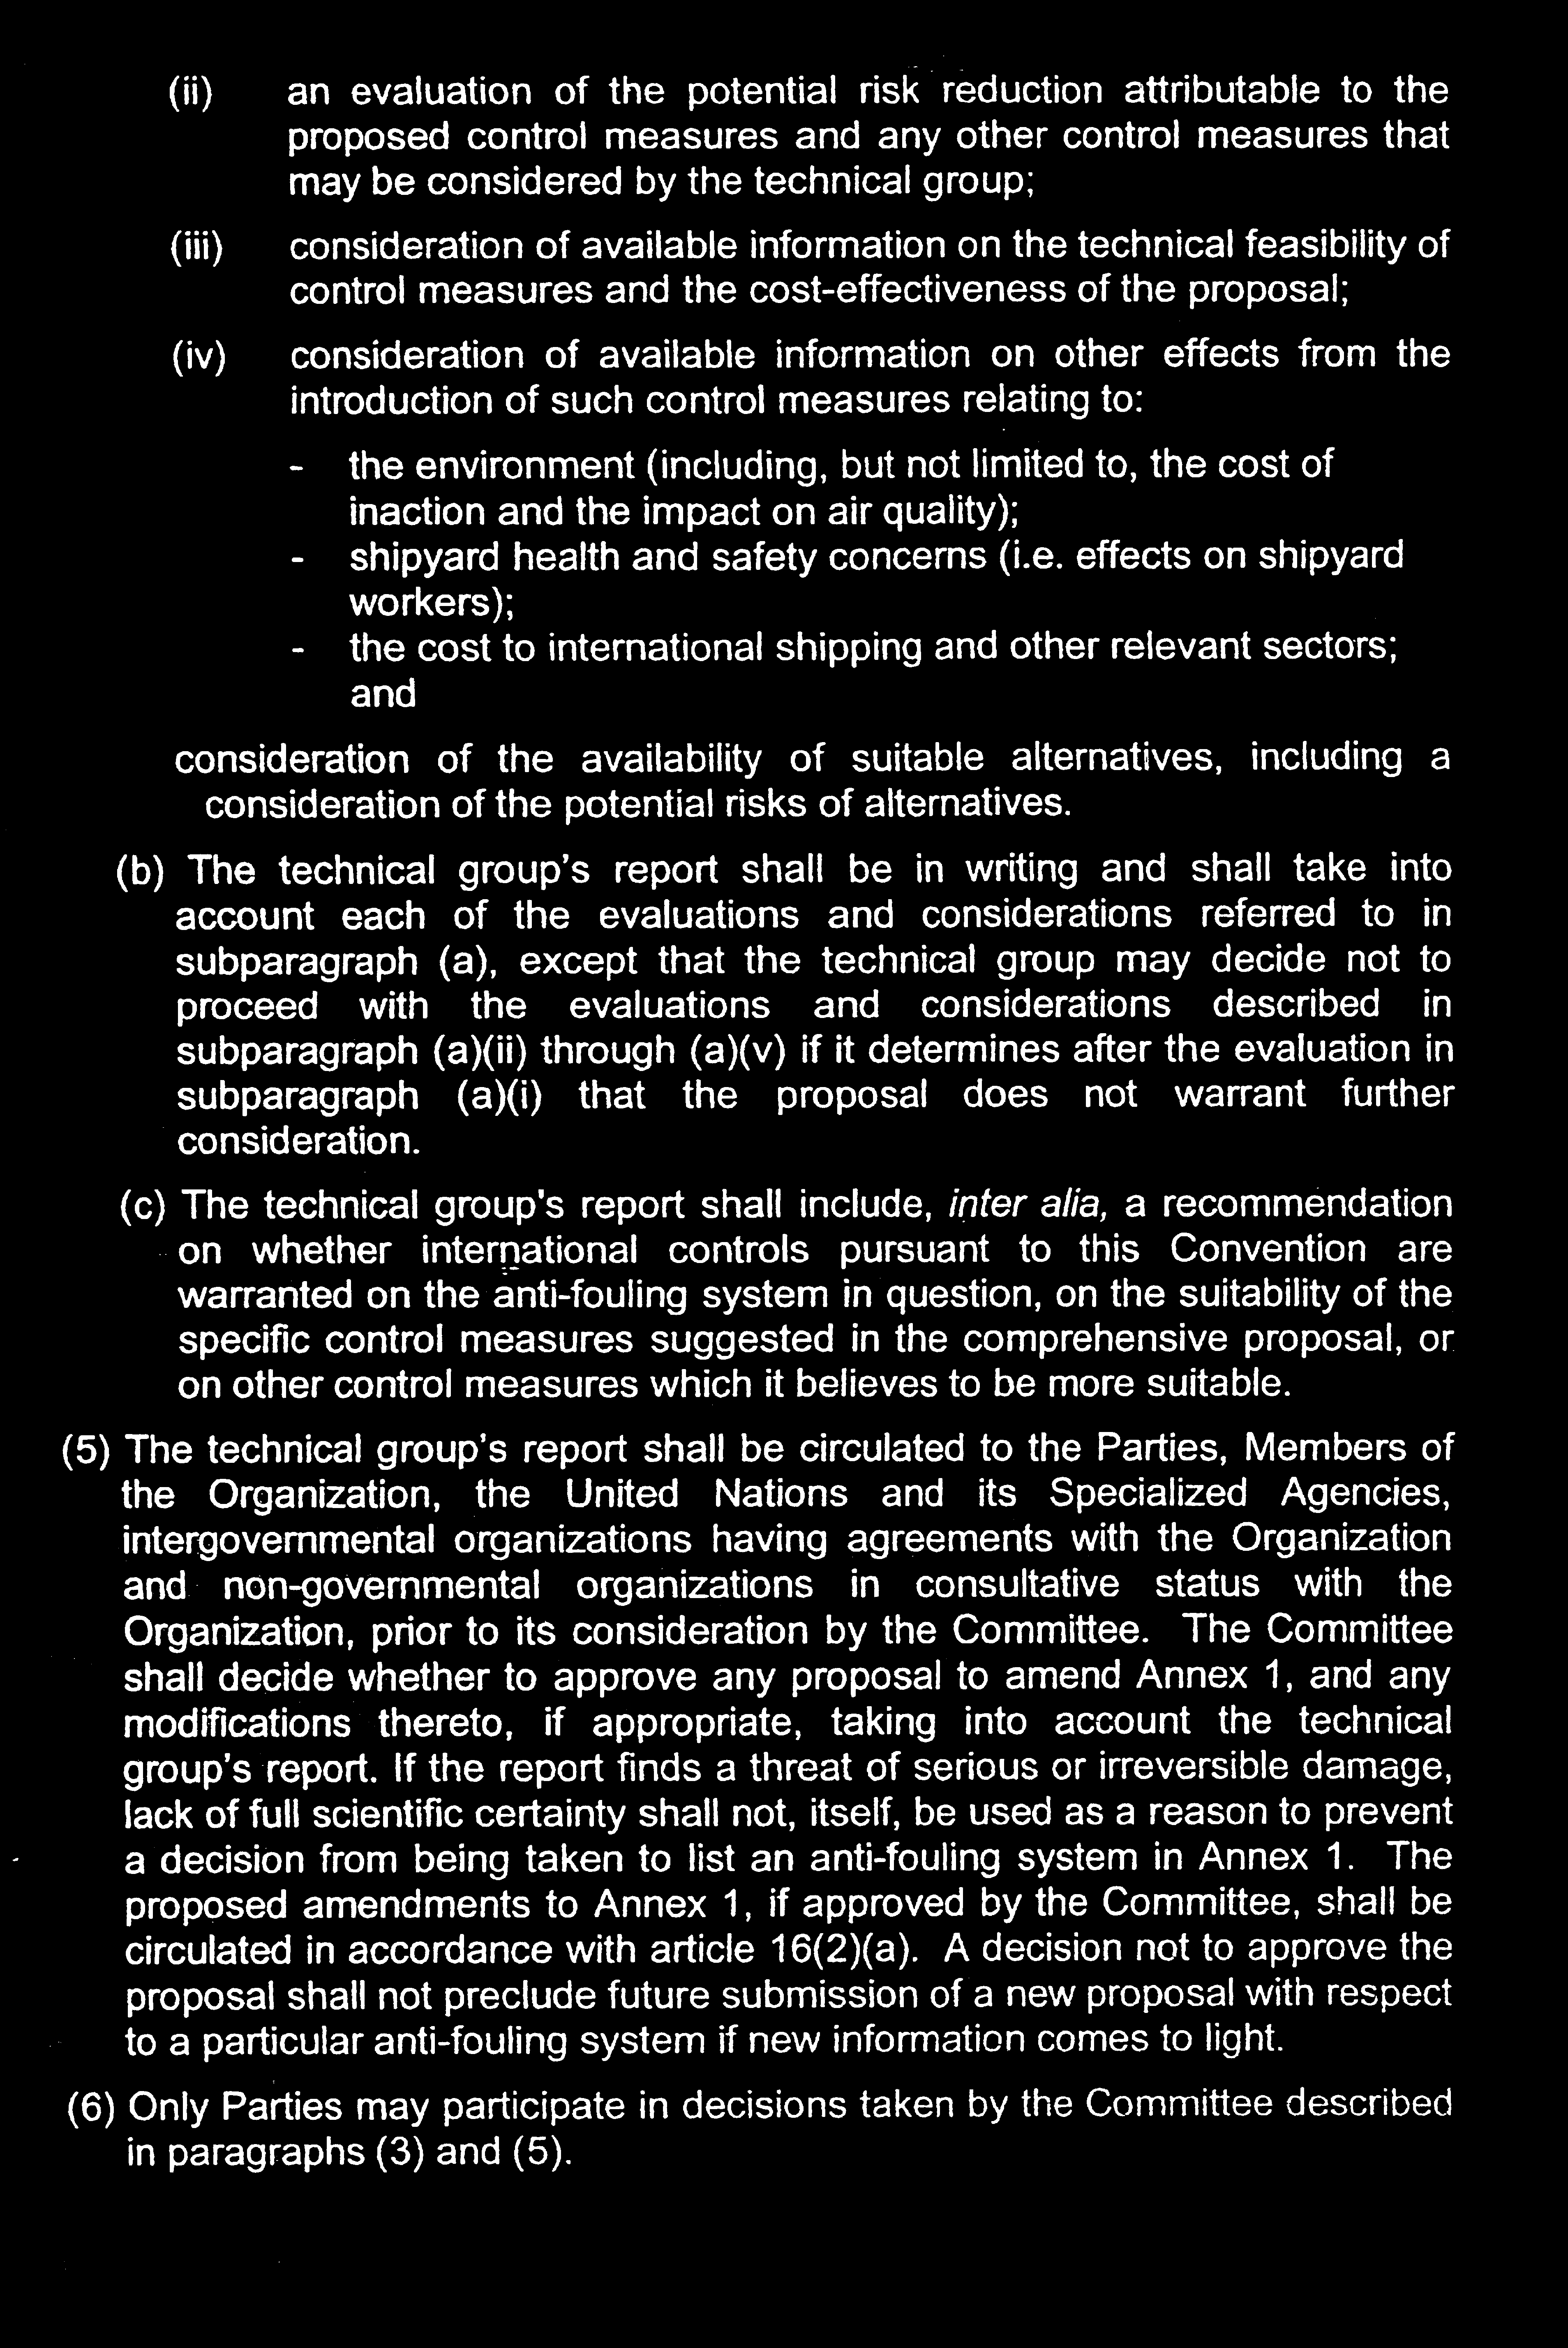 (ii) an evaluation of the potential risk reduction attributable to the
proposed control measures and any other control measures that
may be considered by the technical group;
(iii) consideration of available information on the technical feasibility of
control measures and the cost-effectiveness of the proposal;
(iv) consideration of available information on other effects from the
introduction of such control measures relating to:
- the environment (including, but not limited to, the cost of
inaction and the impact on air quality);
- shipyard health and safety concerns (i.e. effects on shipyard
workers);
- the cost to international shipping and other relevant sectors;
and
consideration of the availability of suitable alternatives, including a
consideration of the potential risks of alternatives.
(b) The technical group's report shall be in writing and shall take into
account each of the evaluations and considerations referred to in
subparagraph (a), except that the technical group may decide not to
proceed with the evaluations and considerations described in
subparagraph (a)(ii) through (a)(v) if it determines after the evaluation in
subparagraph (a)(i) that the proposal does not warrant further
consideration.
(c) The technical group's report shall include, inter alia, a recommendation
on whether international controls pursuant to this Convention are
warranted on the anti-fouling system in question, on the suitability of the
specific control measures suggested in the comprehensive proposal, or
on other control measures which it believes to be more suitable.
(5) The technical group's report shall be circulated to the Parties, Members of
the Organization, the United Nations and its Specialized Agencies,
intergovernmental organizations having agreements with the Organization
and non-governmental organizations in consultative status with the
Organization, prior to its consideration by the Committee. The Committee
shall decide whether to approve any proposal to amend Annex 1, and any
modifications thereto, if appropriate, taking into account the technical
group's report. If the report finds a threat of serious or irreversible damage,
lack of full scientific certainty shall not, itself, be used as a reason to prevent
a decision from being taken to list an anti-fouling system in Annex 1. The
proposed amendments to Annex 1, if approved by the Committee, shall be
circulated in accordance with article 16(2)(a). A decision not to approve the
proposal shall not preclude future submission of a new proposal with respect
to a particular anti-fouling system if new information comes to light.
(6) Only Parties may participate in decisions taken by the Committee described
in paragraphs (3) and (5).